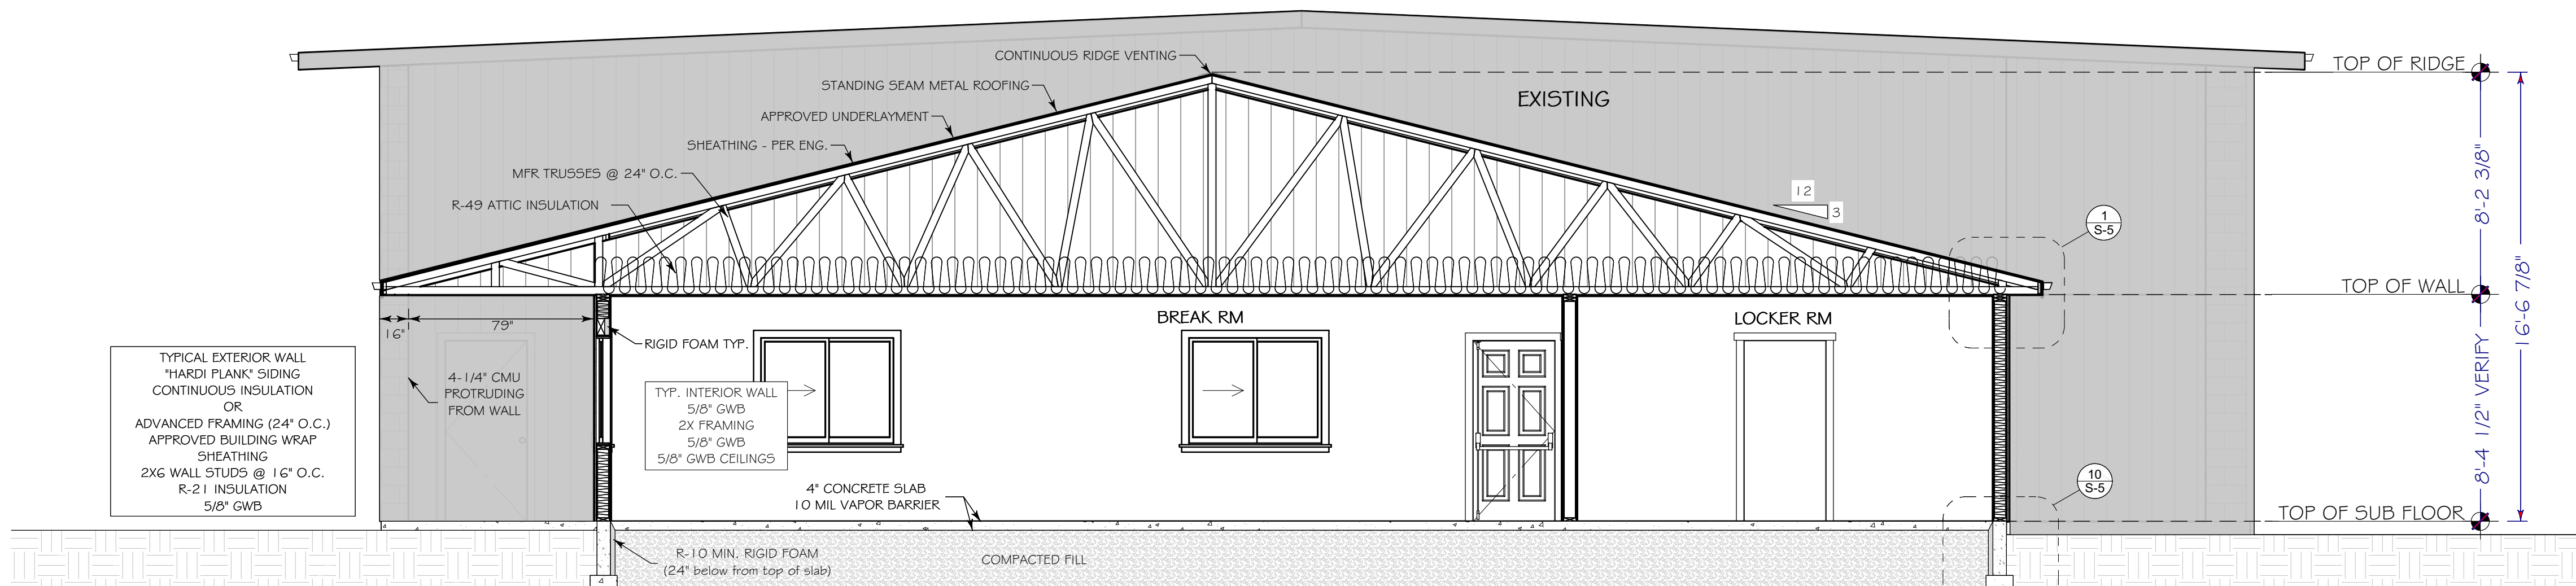 CONTINUOUS RIDGE VENTING
TOP OF RIDGE
STANDING SEAM METAL ROOFING
EXISTING
APPROVED UNDERLAYMENT
SHEATHING - PER ENG.
MFR TRUSSES @ 24" O.C.
R-49 ATTIC INSULATION
12
3
1
S-5
8'-2 3/8"
16'-6 7/8"
TOP OF WALL
16"
79"
BREAK RM
LOCKER RM
RIGID FOAM TYP.
TYPICAL EXTERIOR WALL
"HARDI PLANK" SIDING
CONTINUOUS INSULATION
OR
ADVANCED FRAMING (24" O.C.)
APPROVED BUILDING WRAP
SHEATHING
2X6 WALL STUDS @ 16" O.C.
R-21 INSULATION
5/8" GWB
4-1/4" CMU
PROTRUDING
FROM WALL
TYP. INTERIOR WALL
5/8" GWB
2X FRAMING
5/8" GWB
5/8" GWB CEILINGS
8'-4 1/2" VERIFY
4" CONCRETE SLAB
10 MIL VAPOR BARRIER
10
S-5
TOP OF SUB FLOOR
R-10 MIN. RIGID FOAM
(24" below from top of slab)
COMPACTED FILL